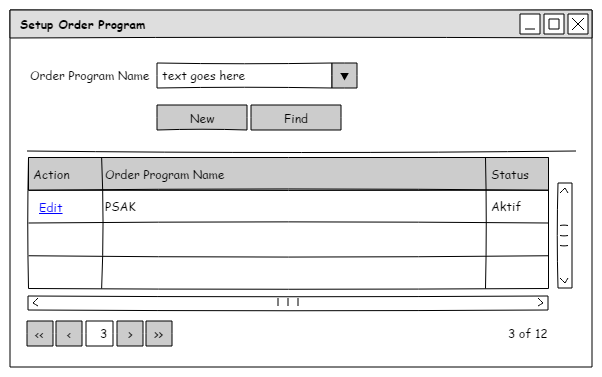 Setup Order Program
Order Program Name text goes here
New Find
Action Order Program Name Status
Edit PSAK Aktif
<< < 3 > >> 3 of 12